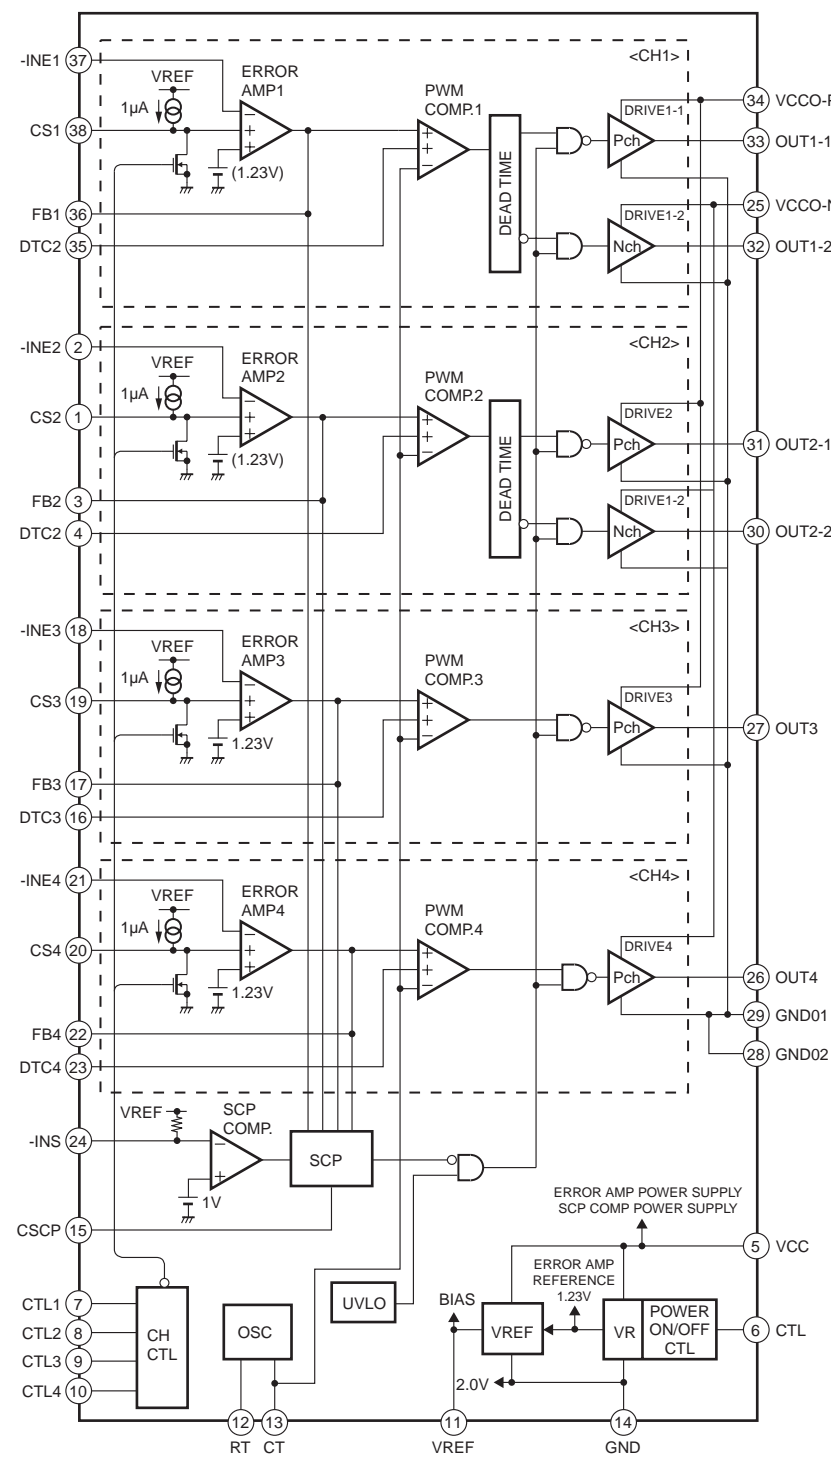 <CH1>
-INE1 37
VREF
ERROR
AMP1
1µA
PWM
COMP.1
DRIVE1-1
34 VCCO-P
CS1 38
Pch
33 OUT1-1
(1.23V)
DEAD TIME
FB1 36
DRIVE1-2
25 VCCO-N
DTC2 35
Nch
32 OUT1-2
<CH2>
-INE2 2
VREF
ERROR
AMP2
1µA
PWM
COMP.2
DRIVE2
CS2 1
Pch
31 OUT2-1
(1.23V)
DEAD TIME
FB2 3
DRIVE1-2
DTC2 4
Nch
30 OUT2-2
<CH3>
-INE3 18
VREF
ERROR
AMP3
1µA
PWM
COMP.3
DRIVE3
CS3 19
Pch
27 OUT3
1.23V
FB3 17
DTC3 16
<CH4>
-INE4 21
VREF
ERROR
AMP4
1µA
PWM
COMP.4
DRIVE4
CS4 20
Pch
26 OUT4
1.23V
29 GND01
FB4 22
28 GND02
DTC4 23
VREF
SCP
COMP.
-INS 24
SCP
1V
CSCP 15
ERROR AMP POWER SUPPLY
SCP COMP POWER SUPPLY
5 VCC
ERROR AMP
REFERENCE
1.23V
CTL1 7
CTL2 8
CTL3 9
CTL4 10
CH
CTL
OSC
UVLO
BIAS
VREF
VR
POWER
ON/OFF
CTL
6 CTL
2.0V
12
RT
13
CT
11
VREF
14
GND